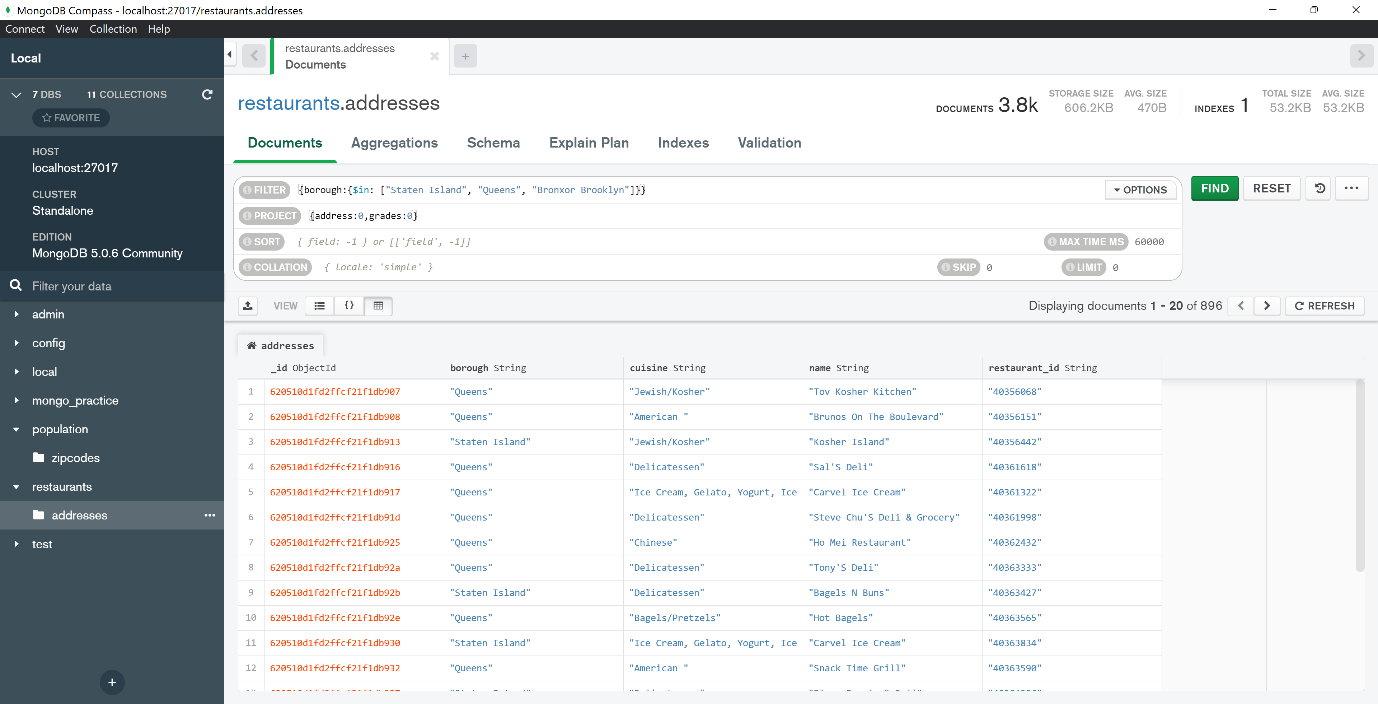 MongoDB Compass - localhost:27017/restaurants.addresses
Connect View Collection Help
Local
7 DBS 11 COLLECTIONS
FAVORITE
HOST
localhost:27017
CLUSTER
Standalone
EDITION
MongoDB 5.0.6 Community
Filter your data
admin
config
local
mongo_practice
population
zipcodes
restaurants
addresses
test
restaurants.addresses
Documents
restaurants.addresses
DOCUMENTS 3.8k STORAGE SIZE 606.2KB AVG. SIZE 470B INDEXES 1 TOTAL SIZE 53.2KB AVG. SIZE 53.2KB
Documents Aggregations Schema Explain Plan Indexes Validation
FILTER {borough:{$in: ["Staten Island", "Queens", "Bronxor Brooklyn"]}} OPTIONS FIND RESET
PROJECT {address:0,grades:0}
SORT { field: -1 } or [['field', -1]] MAX TIME MS 60000
COLLATION { locale: 'simple' } SKIP 0 LIMIT 0
VIEW {} Displaying documents 1 - 20 of 896 REFRESH
addresses
_id ObjectId borough String cuisine String name String restaurant_id String
1 620510d1fd2ffcf21f1db907 "Queens" "Jewish/Kosher" "Tov Kosher Kitchen" "40356068"
2 620510d1fd2ffcf21f1db908 "Queens" "American " "Brunos On The Boulevard" "40356151"
3 620510d1fd2ffcf21f1db913 "Staten Island" "Jewish/Kosher" "Kosher Island" "40356442"
4 620510d1fd2ffcf21f1db916 "Queens" "Delicatessen" "Sal'S Deli" "40361618"
5 620510d1fd2ffcf21f1db917 "Queens" "Ice Cream, Gelato, Yogurt, Ice "Carvel Ice Cream" "40361322"
6 620510d1fd2ffcf21f1db91d "Queens" "Delicatessen" "Steve Chu'S Deli & Grocery" "40361998"
7 620510d1fd2ffcf21f1db925 "Queens" "Chinese" "Ho Mei Restaurant" "40362432"
8 620510d1fd2ffcf21f1db92a "Queens" "Delicatessen" "Tony'S Deli" "40363333"
9 620510d1fd2ffcf21f1db92b "Staten Island" "Delicatessen" "Bagels N Buns" "40363427"
10 620510d1fd2ffcf21f1db92e "Queens" "Bagels/Pretzels" "Hot Bagels" "40363565"
11 620510d1fd2ffcf21f1db930 "Staten Island" "Ice Cream, Gelato, Yogurt, Ice "Carvel Ice Cream" "40363834"
12 620510d1fd2ffcf21f1db932 "Queens" "American " "Snack Time Grill" "40363590"